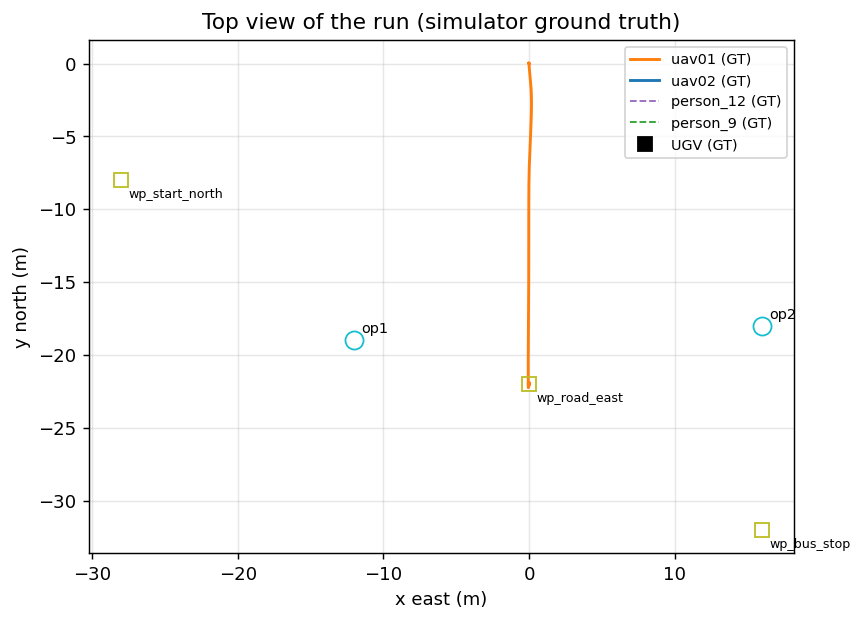 Top view of the run (simulator ground truth)
uav01 (GT)
uav02 (GT)
person_12 (GT)
person_9 (GT)
UGV (GT)
wp_start_north
op1
op2
wp_road_east
wp_bus_stop
0
−5
−10
−15
−20
−25
−30
y north (m)
−30
−20
−10
0
10
x east (m)